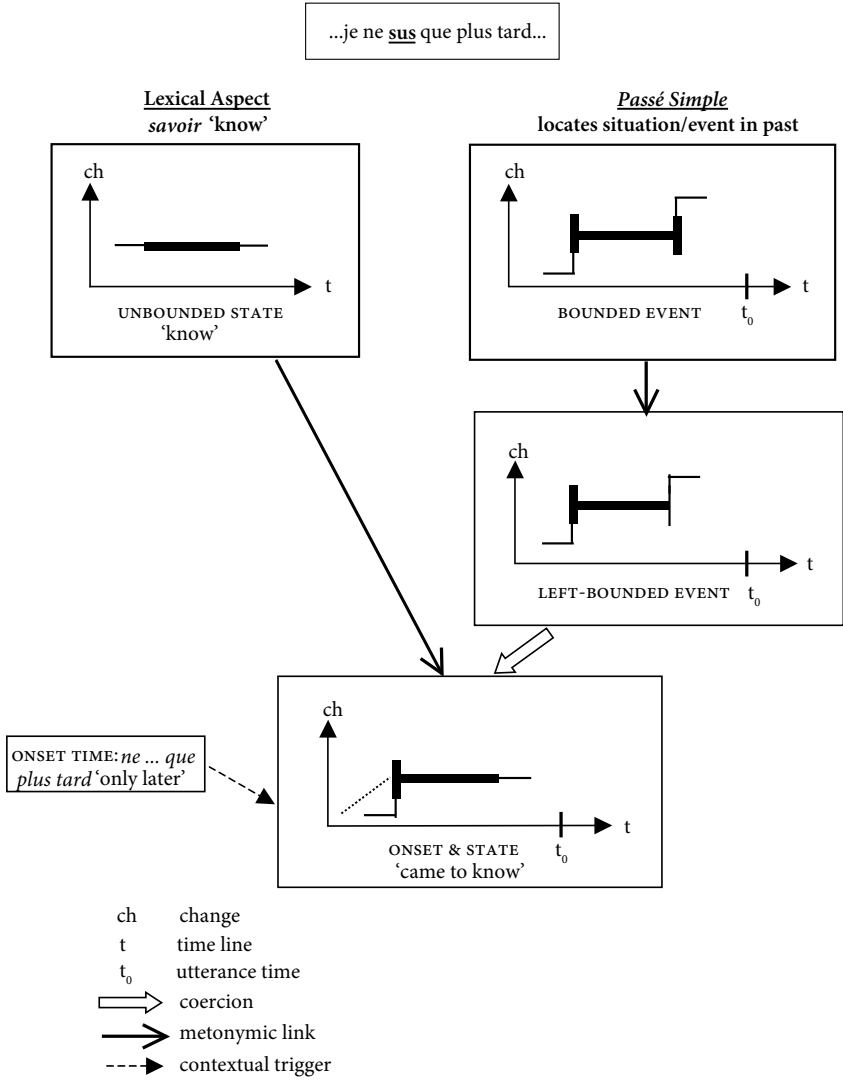 ...je ne sus que plus tard...
Lexical Aspect
savoir ‘know’
Passé Simple
locates situation/event in past
ch
t
UNBOUNDED STATE
‘know’
ch
t
BOUNDED EVENT
t0
ch
t
LEFT-BOUNDED EVENT
t0
ONSET TIME: ne ... que
plus tard ‘only later’
ch
t
ONSET & STATE
t0
‘came to know’
ch change
t time line
t0 utterance time
coercion
metonymic link
contextual trigger